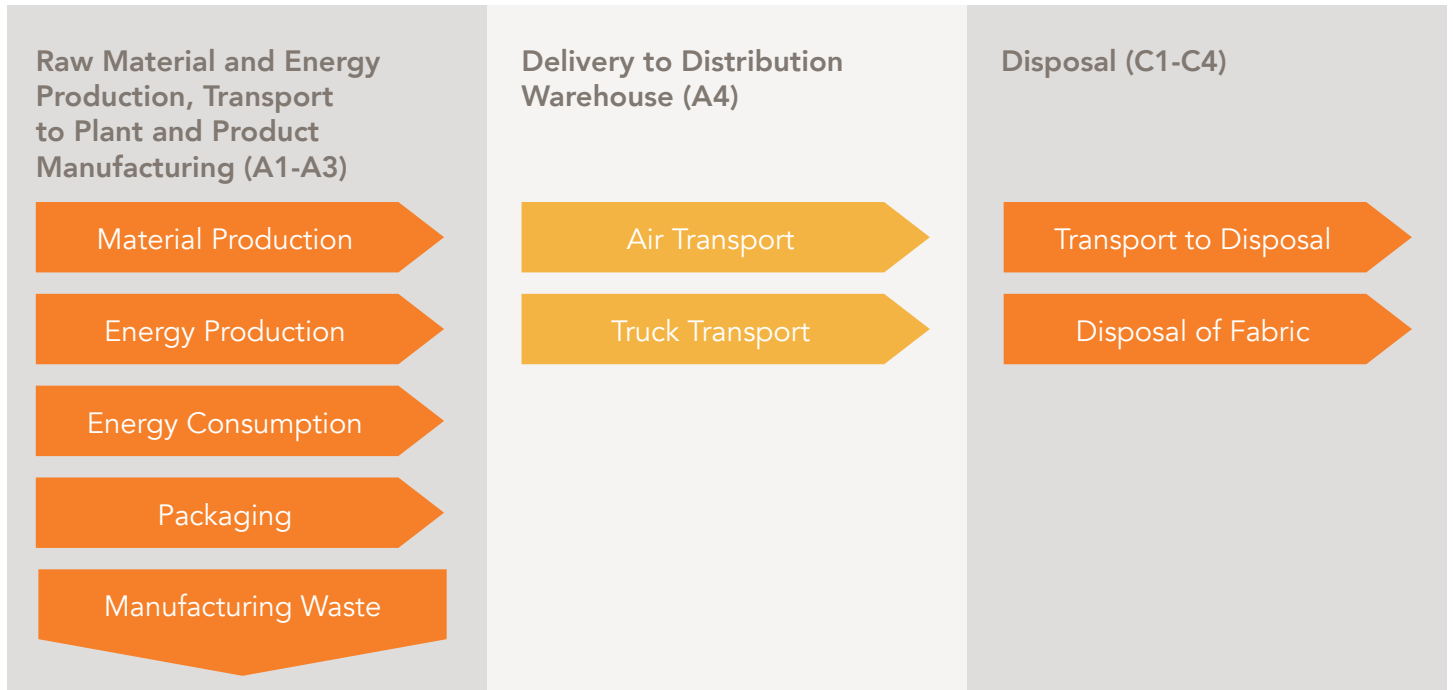 Raw Material and Energy
Production, Transport
to Plant and Product
Manufacturing (A1-A3)
Material Production
Energy Production
Energy Consumption
Packaging
Manufacturing Waste
Delivery to Distribution
Warehouse (A4)
Air Transport
Truck Transport
Disposal (C1-C4)
Transport to Disposal
Disposal of Fabric